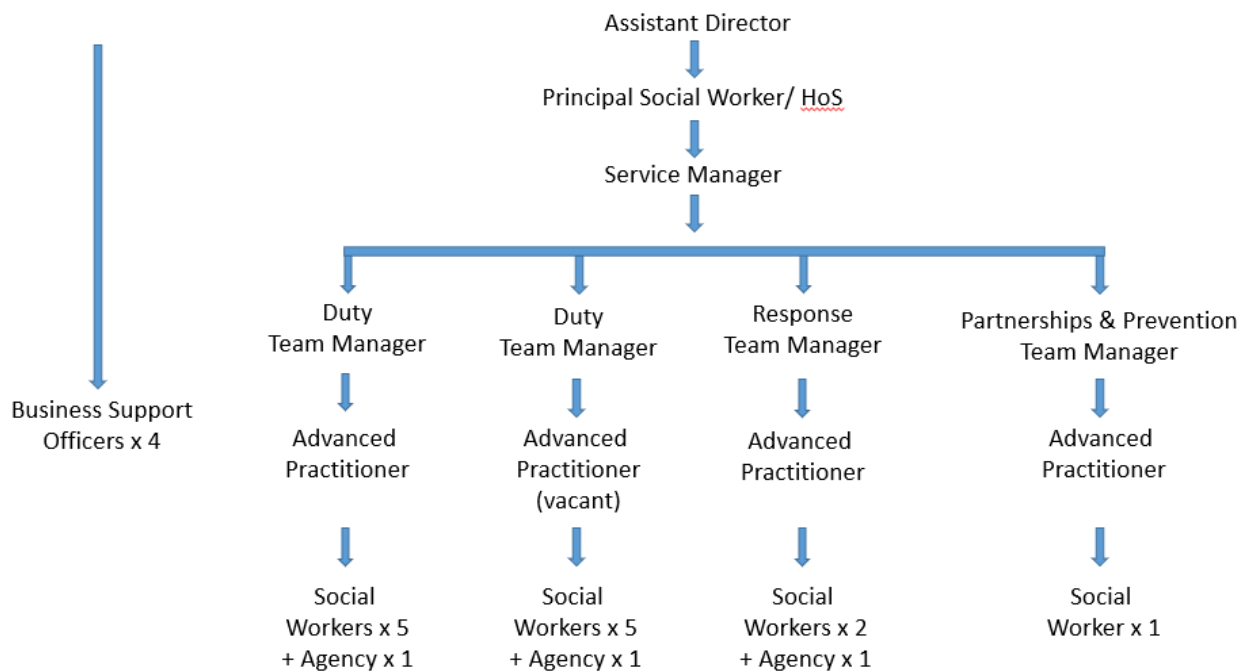 Assistant Director
Principal Social Worker/ HoS
Service Manager
Duty
Team Manager
Duty
Team Manager
Response
Team Manager
Partnerships & Prevention
Team Manager
Business Support
Officers x 4
Advanced
Practitioner
Advanced
Practitioner
(vacant)
Advanced
Practitioner
Advanced
Practitioner
Social
Workers x 5
+ Agency x 1
Social
Workers x 5
+ Agency x 1
Social
Workers x 2
+ Agency x 1
Social
Worker x 1